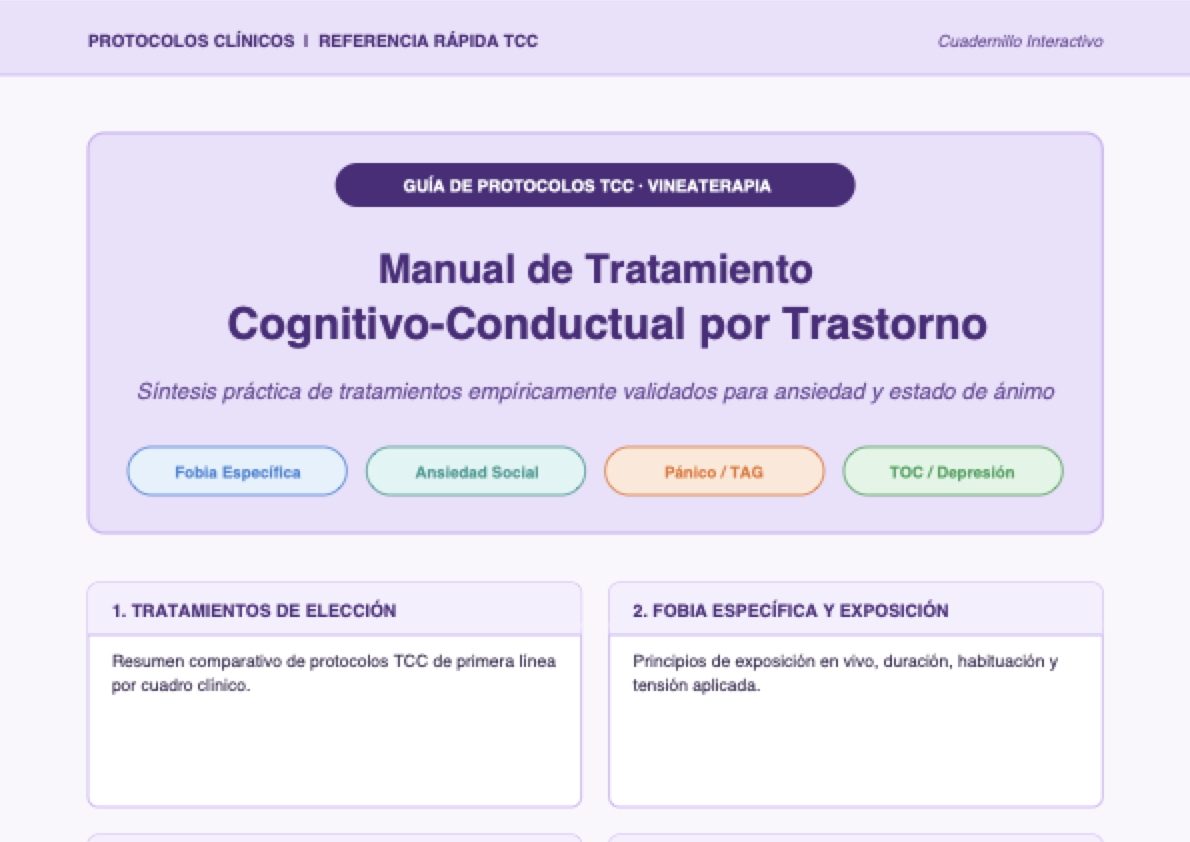 PROTOCOLOS CLÍNICOS | REFERENCIA RÁPIDA TCC
Cuadernillo Interactivo
GUÍA DE PROTOCOLOS TCC · VINEATERAPIA
Manual de Tratamiento
Cognitivo-Conductual por Trastorno
Síntesis práctica de tratamientos empíricamente validados para ansiedad y estado de ánimo
Fobia Específica
Ansiedad Social
Pánico / TAG
TOC / Depresión
1. TRATAMIENTOS DE ELECCIÓN
Resumen comparativo de protocolos TCC de primera línea
por cuadro clínico.
2. FOBIA ESPECÍFICA Y EXPOSICIÓN
Principios de exposición en vivo, duración, habituación y
tensión aplicada.